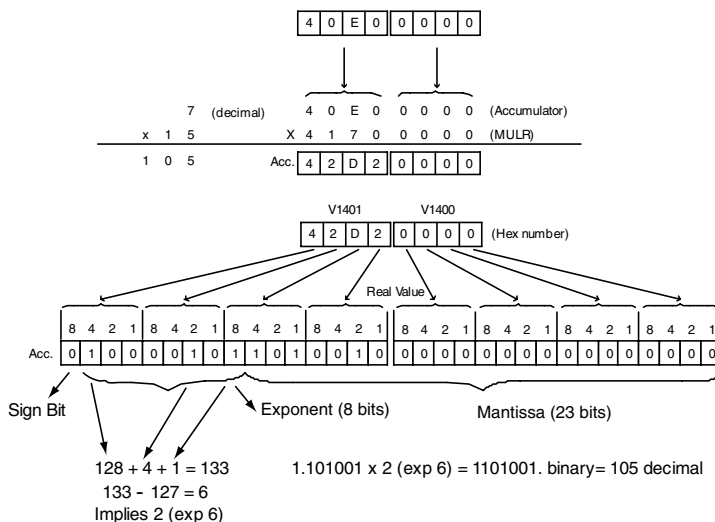 4 0 E 0 0 0 0 0
7 (decimal) 4 0 E 0 0 0 0 0 (Accumulator)
x 1 5 X 4 1 7 0 0 0 0 0 (MULR)
1 0 5 Acc. 4 2 D 2 0 0 0 0
V1401 V1400
4 2 D 2 0 0 0 0 (Hex number)
Real Value
8 4 2 1 8 4 2 1 8 4 2 1 8 4 2 1 8 4 2 1 8 4 2 1 8 4 2 1 8 4 2 1
Acc. 0 1 0 0 0 0 1 0 1 1 0 1 0 0 1 0 0 0 0 0 0 0 0 0 0 0 0 0 0 0 0 0
Sign Bit Exponent (8 bits) Mantissa (23 bits)
128 + 4 + 1 = 133 1.101001 x 2 (exp 6) = 1101001. binary= 105 decimal
133 - 127 = 6
Implies 2 (exp 6)